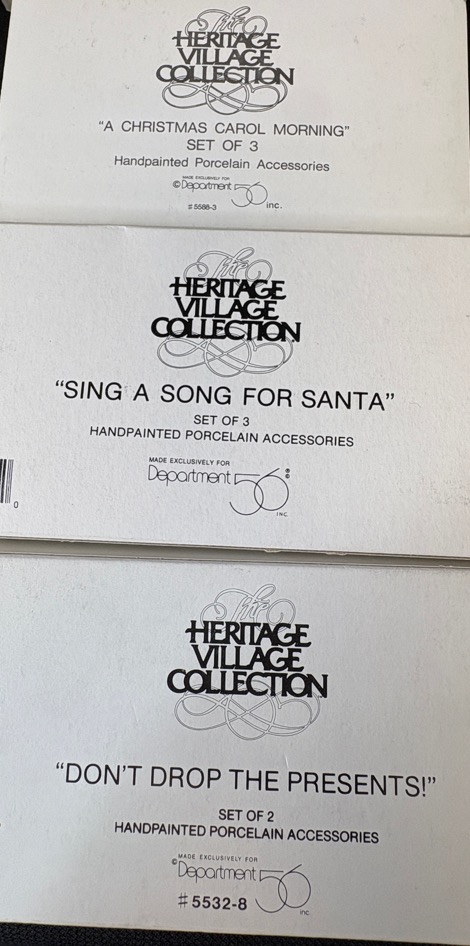 The
HERITAGE
VILLAGE
COLLECTION
"A CHRISTMAS CAROL MORNING"
SET OF 3
Handpainted Porcelain Accessories
MADE EXCLUSIVELY FOR
© Department 56 inc.
#5588-3
The
HERITAGE
VILLAGE
COLLECTION
"SING A SONG FOR SANTA"
SET OF 3
HANDPAINTED PORCELAIN ACCESSORIES
MADE EXCLUSIVELY FOR
Department 56 ® ©
INC.
0
The
HERITAGE
VILLAGE
COLLECTION
"DON'T DROP THE PRESENTS!"
SET OF 2
HANDPAINTED PORCELAIN ACCESSORIES
MADE EXCLUSIVELY FOR
© Department 56
inc.
#5532-8